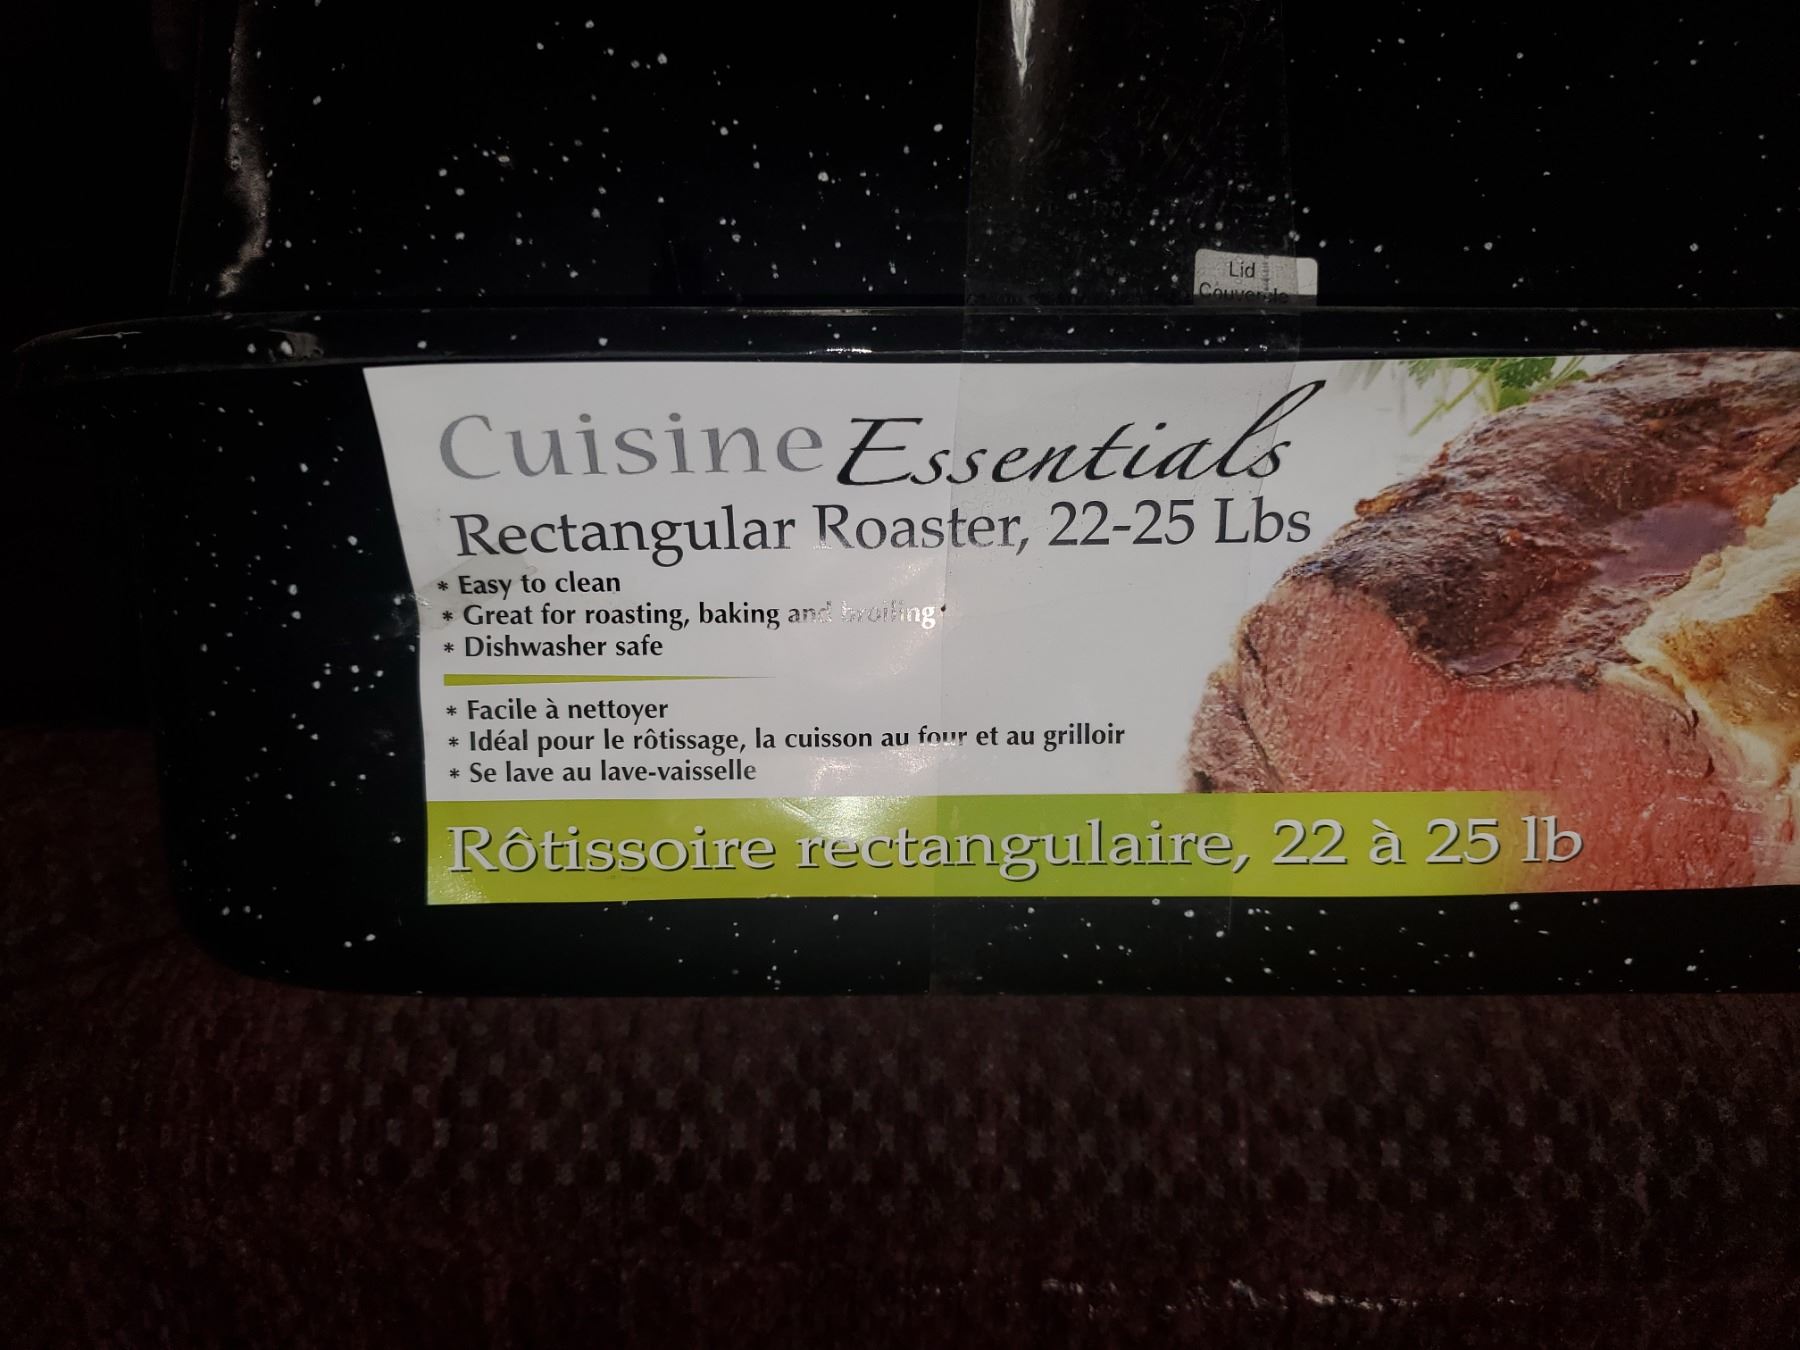 Lid
Couvercle
Cuisine Essentials
Rectangular Roaster, 22-25 Lbs
* Easy to clean
* Great for roasting, baking and broiling
* Dishwasher safe
* Facile à nettoyer
* Idéal pour le rôtissage, la cuisson au four et au grilloir
* Se lave au lave-vaisselle
Rôtissoire rectangulaire, 22 à 25 lb